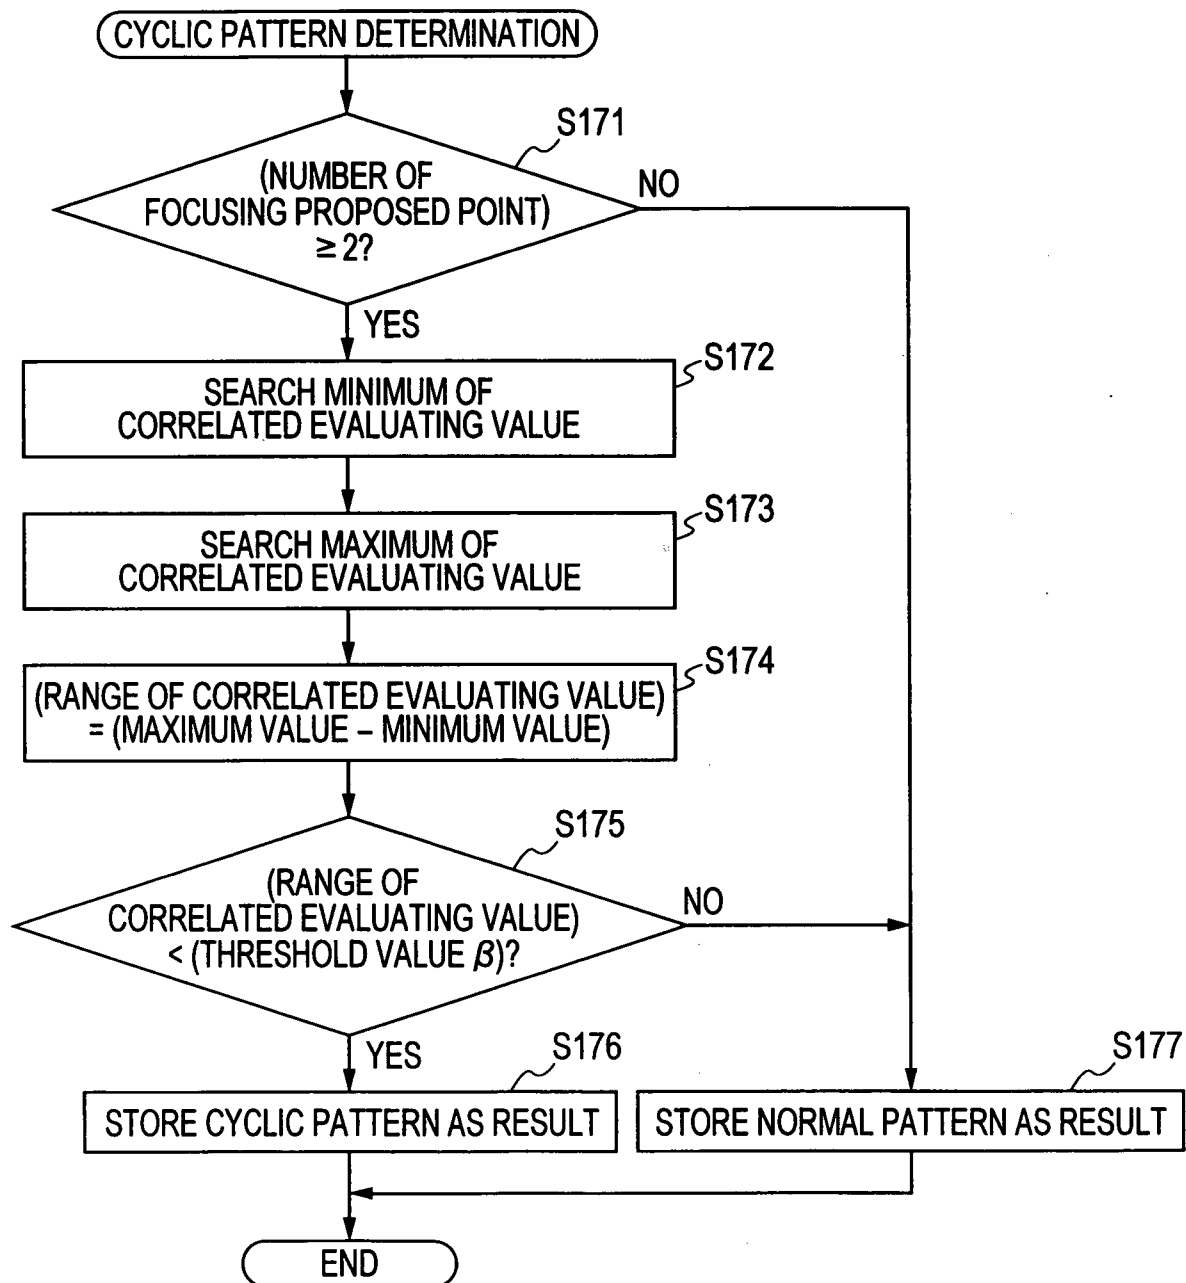 CYCLIC PATTERN DETERMINATION
S171
(NUMBER OF
FOCUSING PROPOSED POINT)
≥ 2?
NO
YES
S172
SEARCH MINIMUM OF
CORRELATED EVALUATING VALUE
S173
SEARCH MAXIMUM OF
CORRELATED EVALUATING VALUE
S174
(RANGE OF CORRELATED EVALUATING VALUE)
= (MAXIMUM VALUE – MINIMUM VALUE)
S175
(RANGE OF
CORRELATED EVALUATING VALUE)
< (THRESHOLD VALUE β)?
NO
YES
S176
STORE CYCLIC PATTERN AS RESULT
S177
STORE NORMAL PATTERN AS RESULT
END